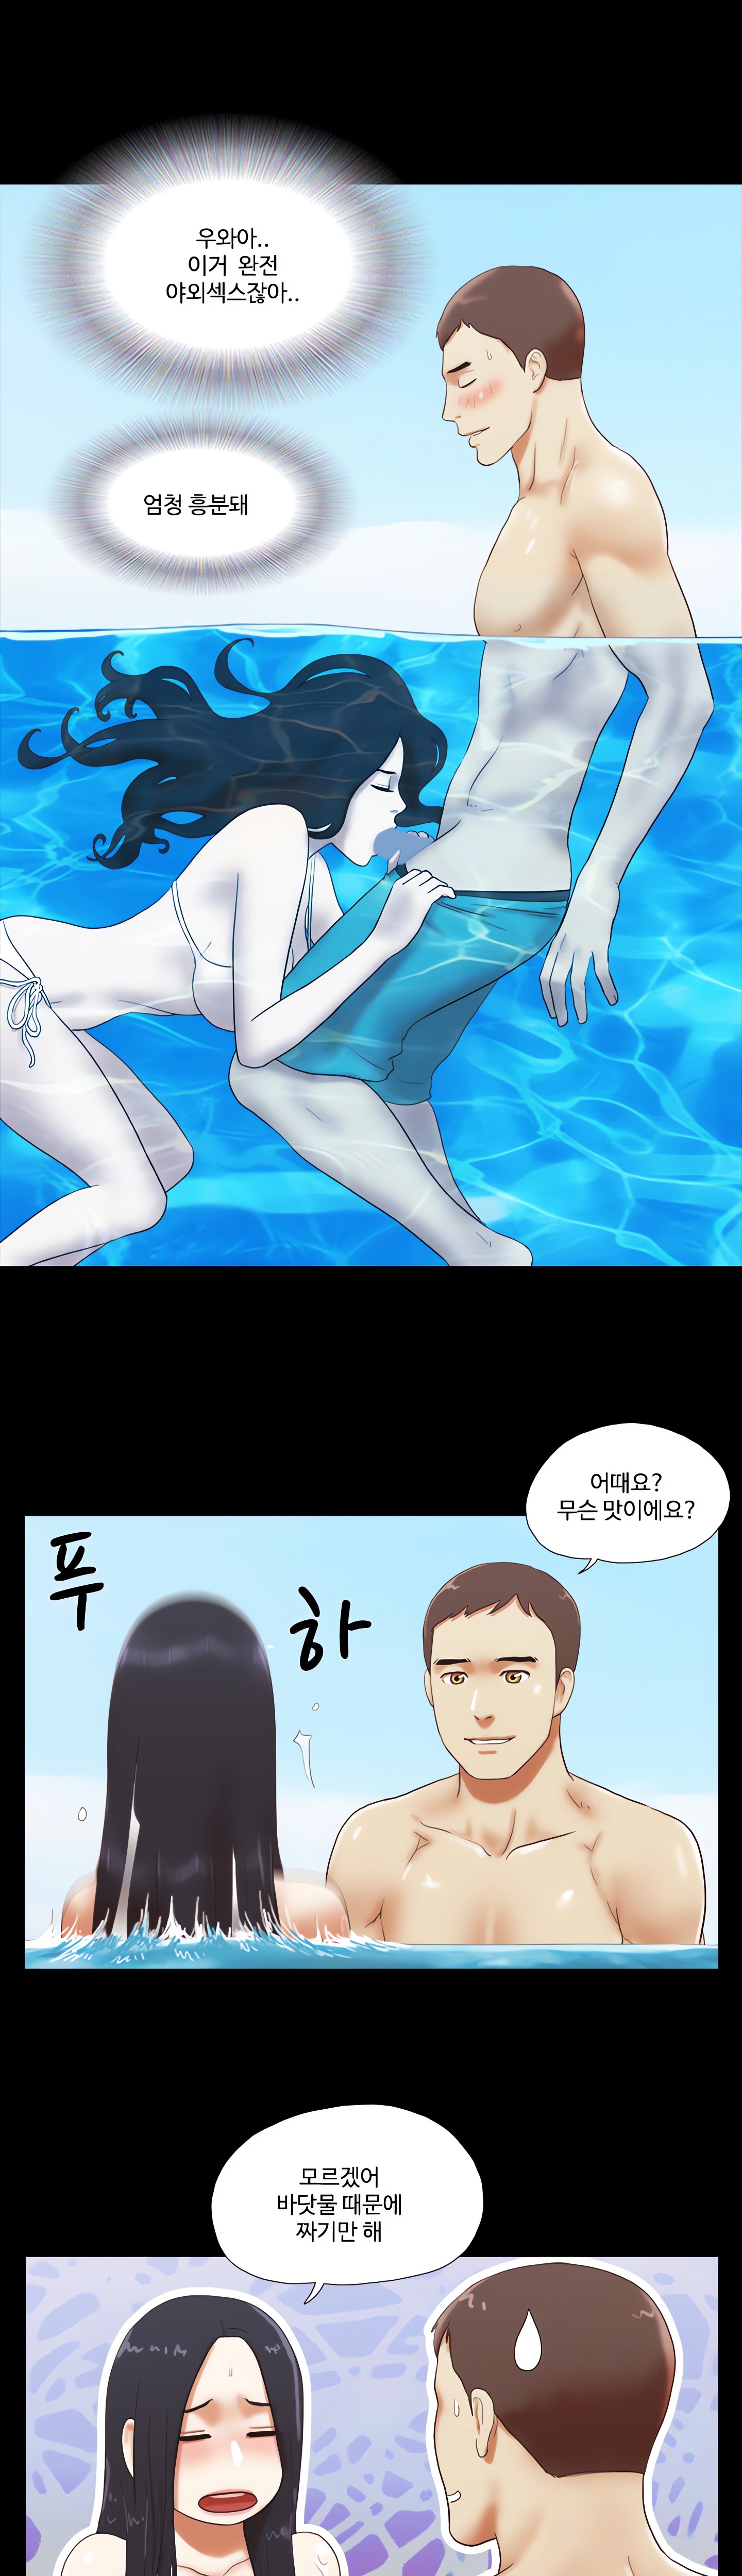 우와아..
이거 완전
야외섹스잖아..
엄청 흥분돼
어때요?
무슨 맛이에요?
푸
하
모르겠어
바닷물 때문에
짜기만 해